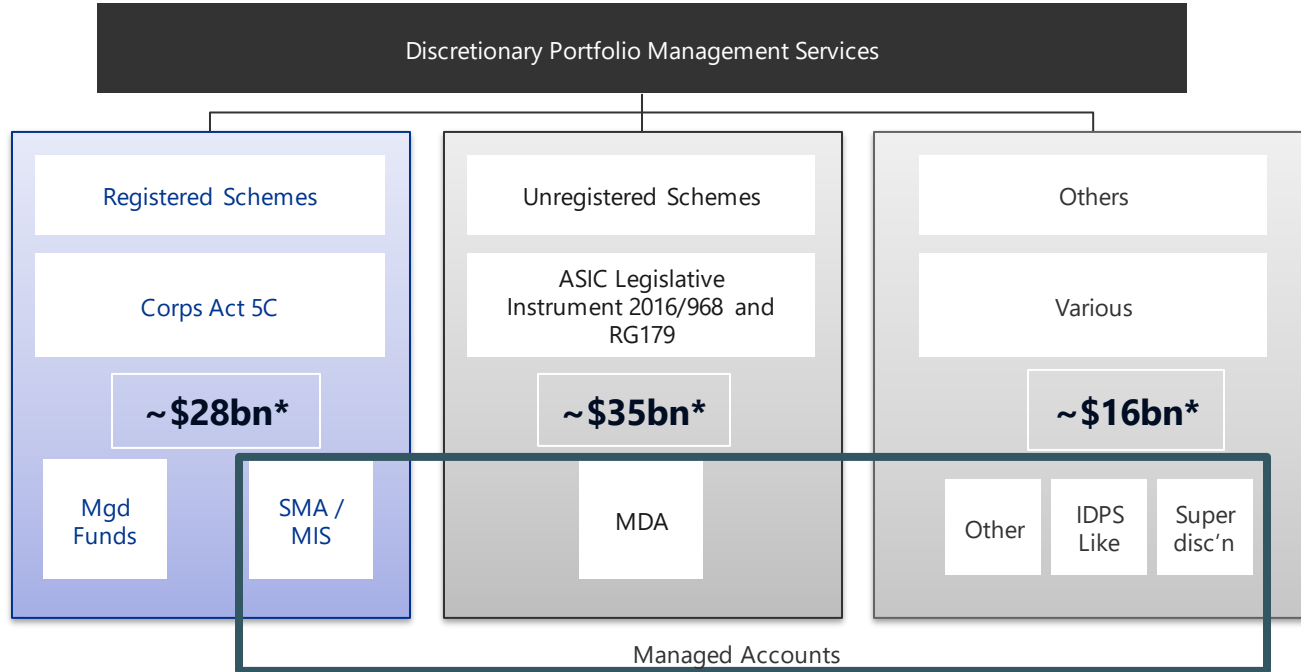 Discretionary Portfolio Management Services
Registered Schemes
Corps Act 5C
~$28bn*
Mgd
Funds
SMA /
MIS
Unregistered Schemes
ASIC Legislative
Instrument 2016/968 and
RG179
~$35bn*
MDA
Others
Various
~$16bn*
Other
IDPS
Like
Super
disc’n
Managed Accounts